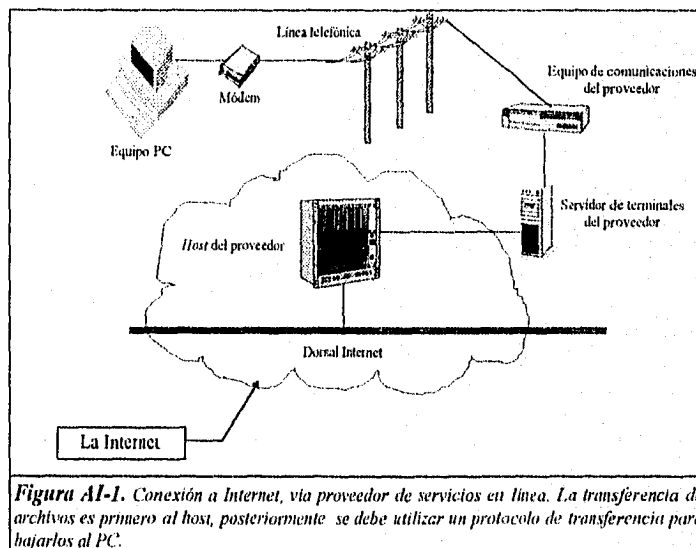 Línea telefónica
Equipo de comunicaciones
del proveedor
Módem
Equipo PC
Servidor de terminales
del proveedor
Host del proveedor
Dorsal Internet
La Internet
Figura AI-1. Conexión a Internet, vía proveedor de servicios en línea. La transferencia d
archivos es primero al host, posteriormente se debe utilizar un protocolo de transferencia para
bajarlos al PC.